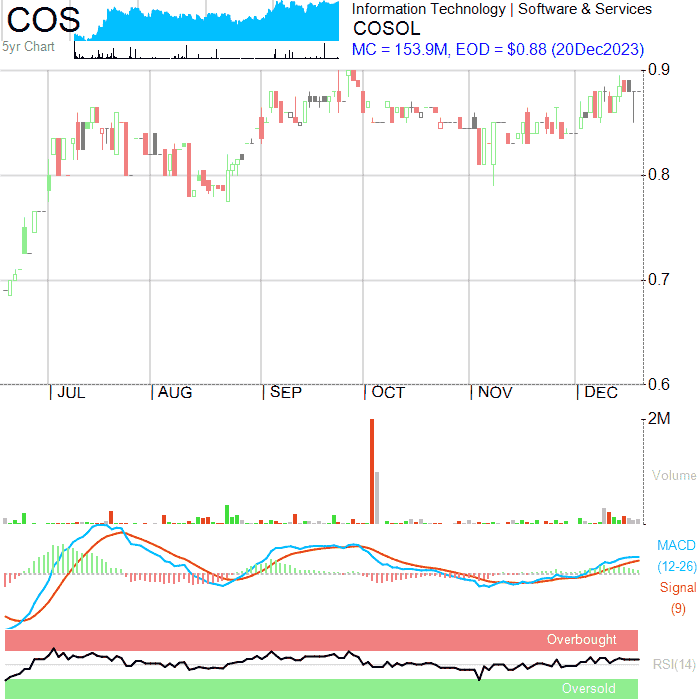 COS
5yr Chart
Information Technology | Software & Services
COSOL
MC = 153.9M, EOD = $0.88 (20Dec2023)
0.9
0.8
0.7
0.6
JUL AUG SEP OCT NOV DEC
2M
Volume
MACD
(12-26)
Signal
(9)
Overbought
RSI(14)
Oversold